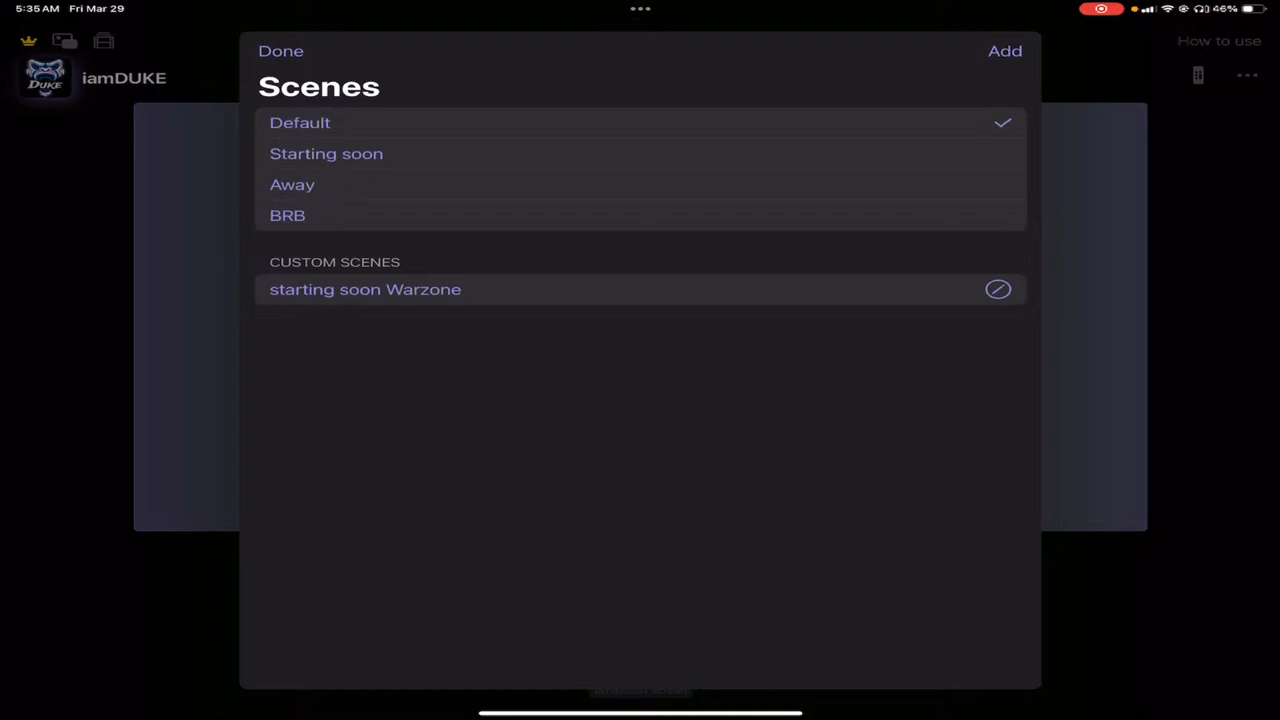 5:35 AM Fri Mar 29
46%
How to use
DUKE
iamDUKE
Done
Add
Scenes
Default
Starting soon
Away
BRB
CUSTOM SCENES
starting soon Warzone